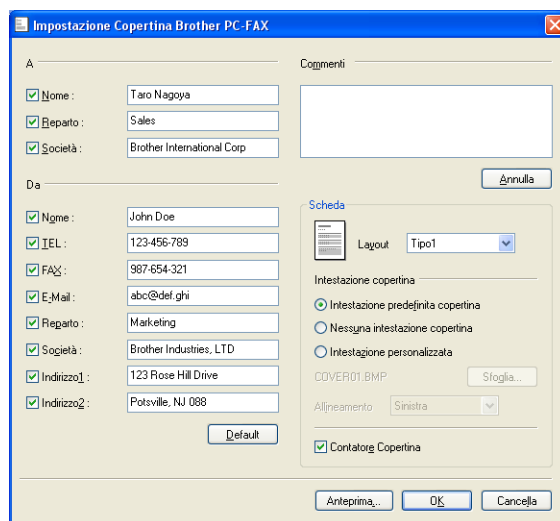 Impostazione Copertina Brother PC-FAX
A
Nome : Taro Nagoya
Reparto : Sales
Società : Brother International Corp
Da
Nome : John Doe
TEL : 123-456-789
FAX : 987-654-321
E-Mail : abc@def.ghi
Reparto : Marketing
Società : Brother Industries, LTD
Indirizzo1 : 123 Rose Hill Drive
Indirizzo2 : Potsville, NJ 088
Default
Commenti
Annulla
Scheda
Layout Tipo1
Intestazione copertina
Intestazione predefinita copertina
Nessuna intestazione copertina
Intestazione personalizzata
COVER01.BMP Sfoglia...
Allineamento Sinistra
Contatore Copertina
Anteprima... OK Cancella